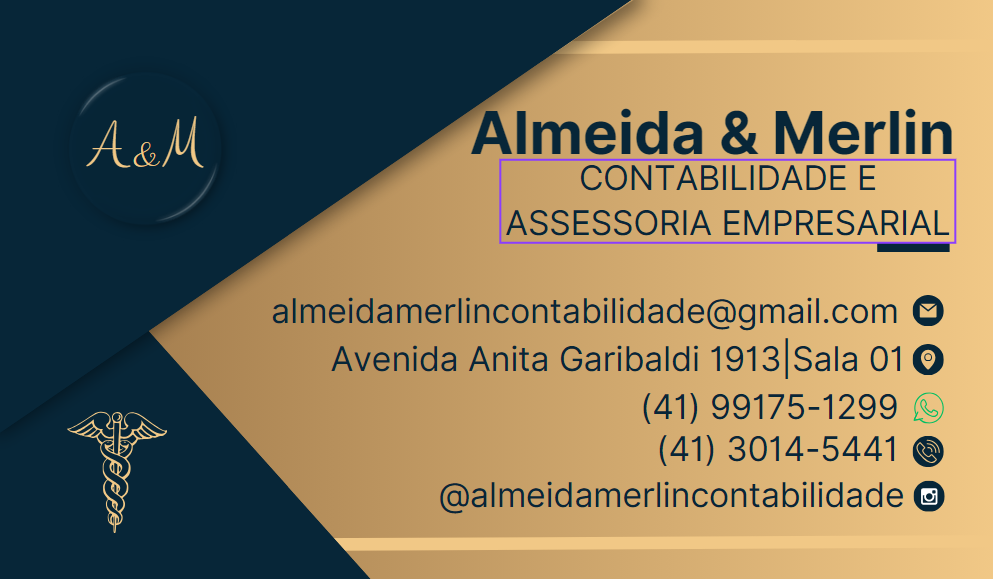 A&M
Almeida & Merlin
CONTABILIDADE E
ASSESSORIA EMPRESARIAL
almeidamerlincontabilidade@gmail.com
Avenida Anita Garibaldi 1913|Sala 01
(41) 99175-1299
(41) 3014-5441
@almeidamerlincontabilidade